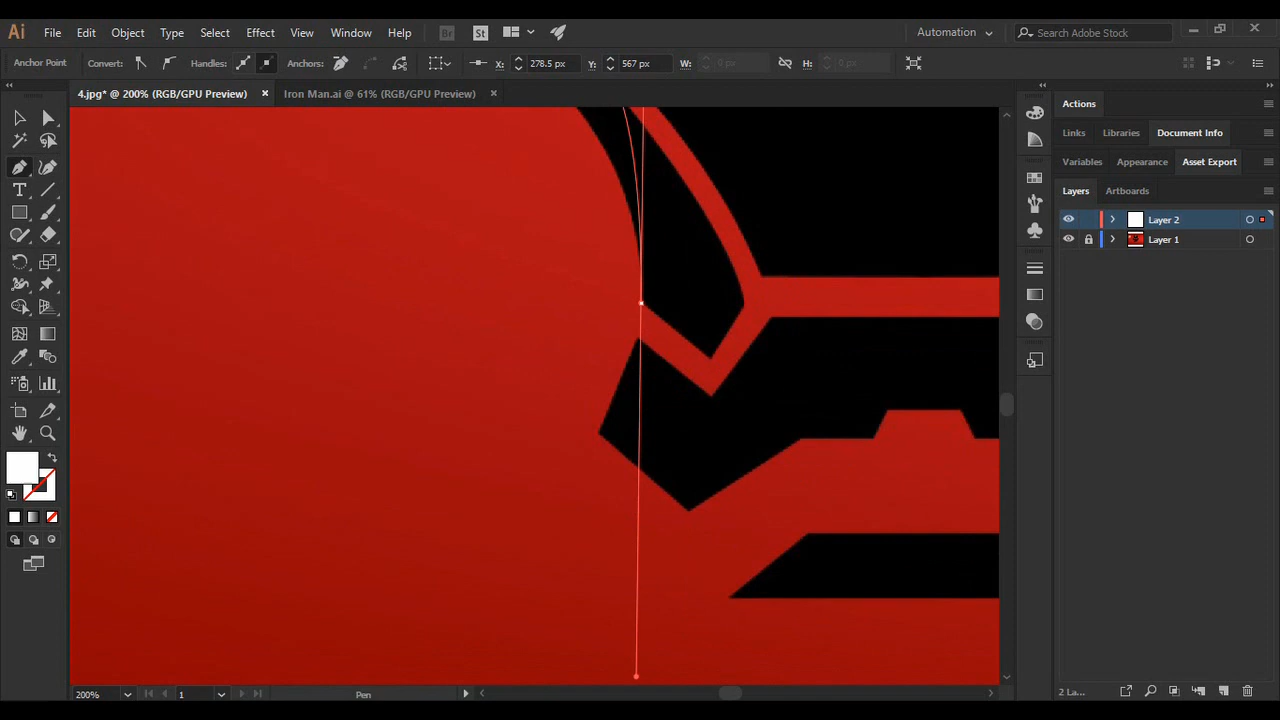 Ai File Edit Object Type Select Effect View Window Help Br St Automation Search Adobe Stock
Anchor Point Convert: Handles: Anchors: X: 278.5 px Y: 567 px W: 0 px H: 0 px
4.jpg* @ 200% (RGB/GPU Preview) × Iron Man.ai @ 61% (RGB/GPU Preview) ×
Actions
Links Libraries Document Info
Variables Appearance Asset Export
Layers Artboards
Layer 2
Layer 1
200% 1 Pen 2 La...